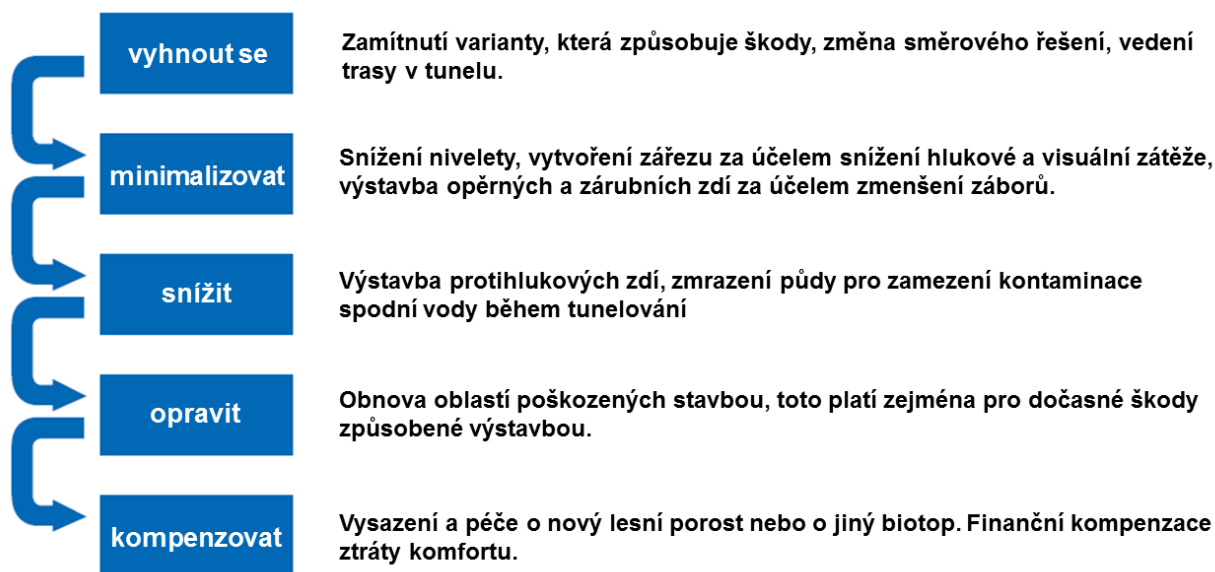 vyhnout se
Zamítnutí varianty, která způsobuje škody, změna směrového řešení, vedení
trasy v tunelu.
minimalizovat
Snížení nivelety, vytvoření zářezu za účelem snížení hlukové a visuální zátěže,
výstavba opěrných a zárubních zdí za účelem zmenšení záborů.
snížit
Výstavba protihlukových zdí, zmrazení půdy pro zamezení kontaminace
spodní vody během tunelování
opravit
Obnova oblastí poškozených stavbou, toto platí zejména pro dočasné škody
způsobené výstavbou.
kompenzovat
Vysazení a péče o nový lesní porost nebo o jiný biotop. Finanční kompenzace
ztráty komfortu.